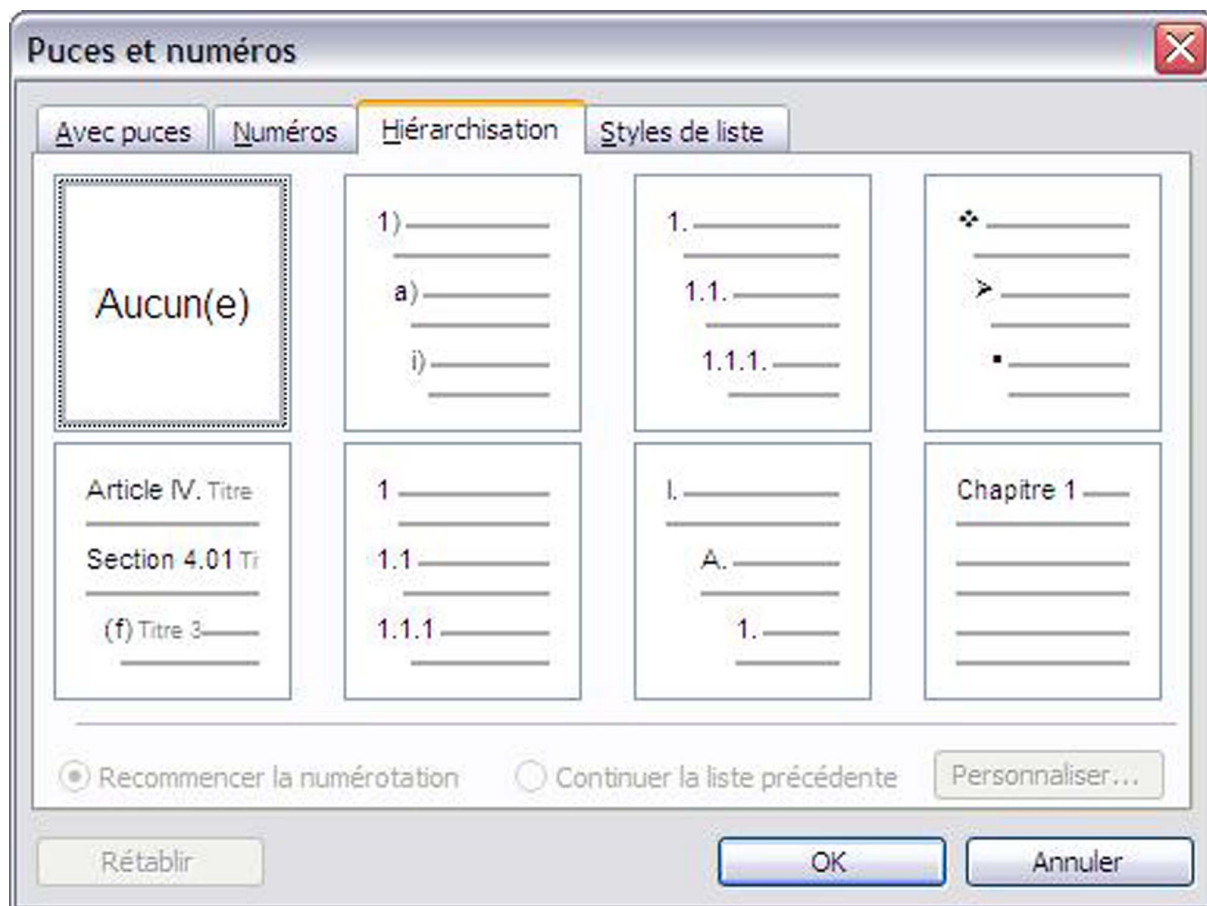 Puces et numéros
Avec puces Numéros Hiérarchisation Styles de liste
Aucun(e)
1)
a)
i)
1.
1.1.
1.1.1.
Article IV. Titre
Section 4.01 Ti
(f) Titre 3
1
1.1
1.1.1
I.
A.
1.
Chapitre 1
Recommencer la numérotation Continuer la liste précédente Personnaliser...
Rétablir OK Annuler